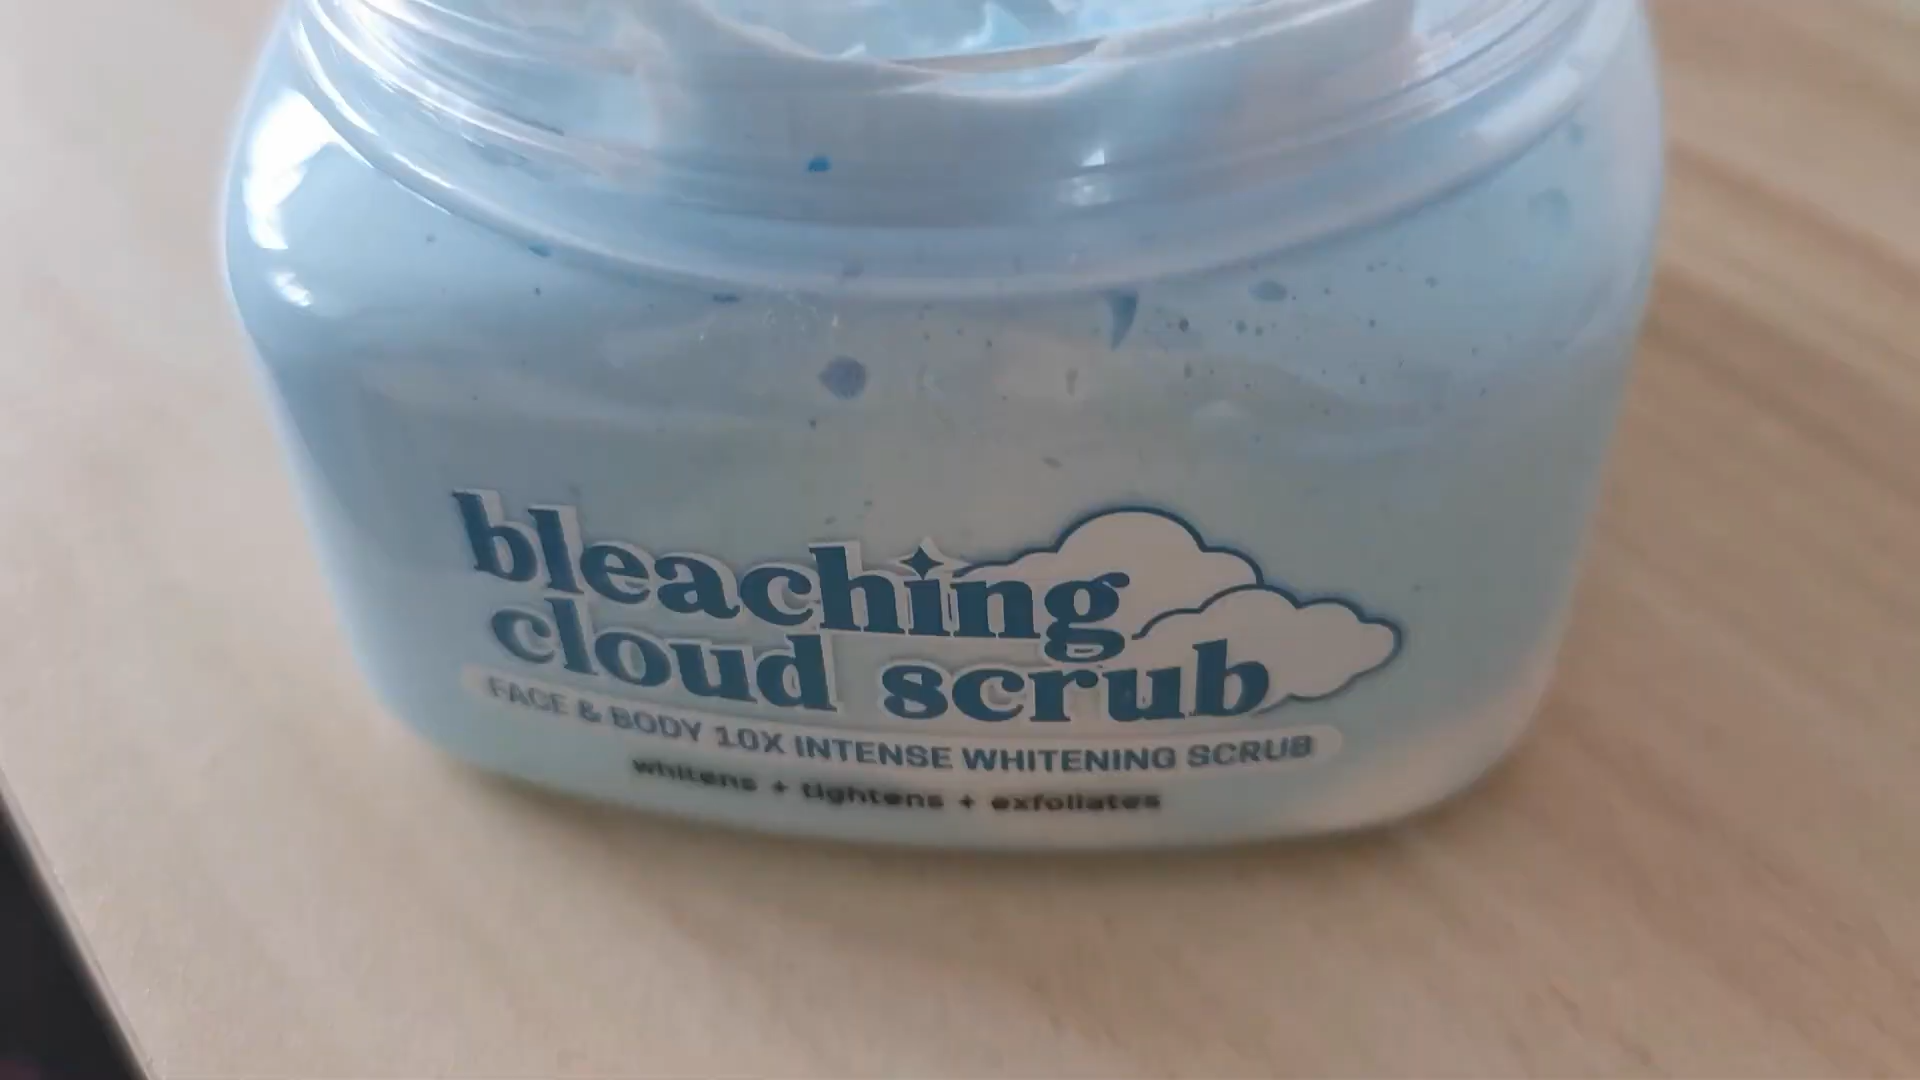 bleaching
cloud scrub
FACE & BODY 10X INTENSE WHITENING SCRUB
whitens + tightens + exfoliates